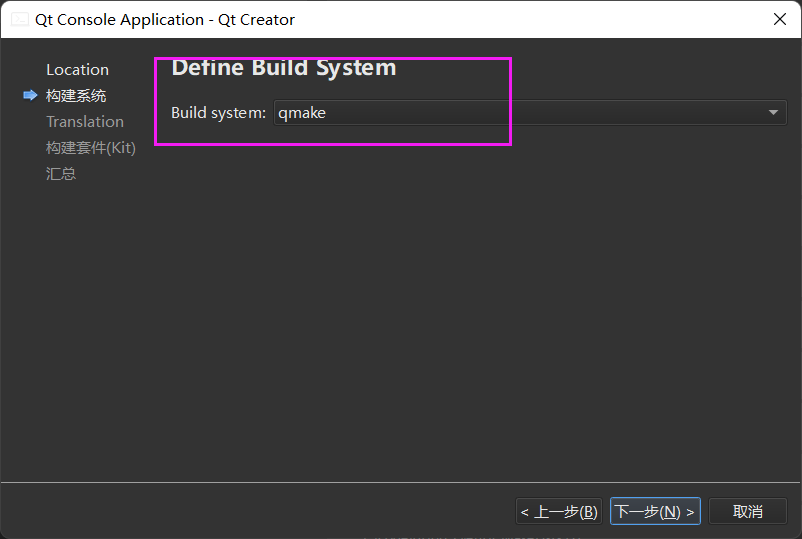 Qt Console Application - Qt Creator
Location
构建系统
Translation
构建套件(Kit)
汇总
Define Build System
Build system: qmake
< 上一步(B)
下一步(N) >
取消